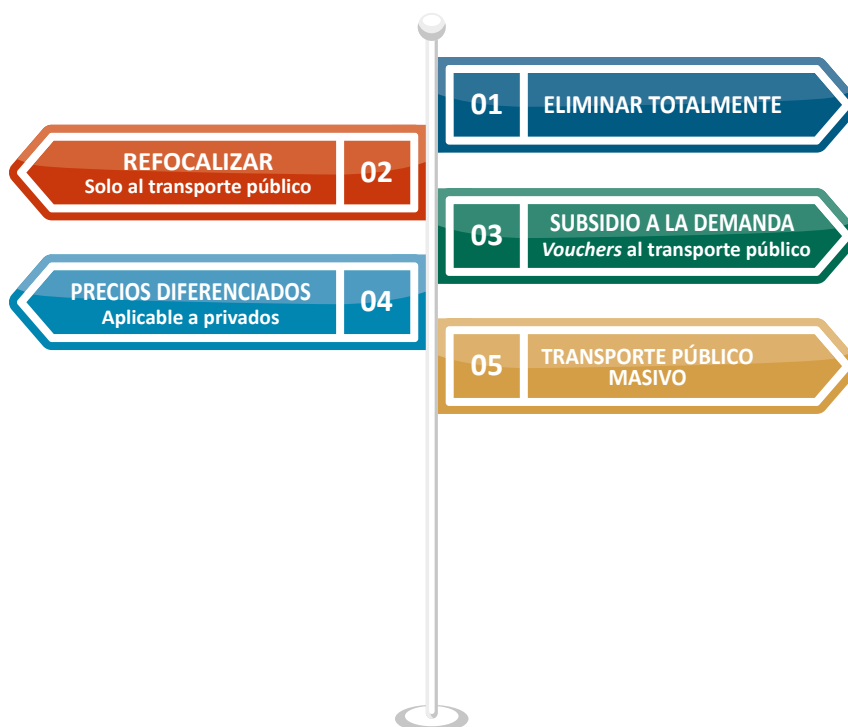 01
ELIMINAR TOTALMENTE
REFOCALIZAR
Solo al transporte público
02
03
SUBSIDIO A LA DEMANDA
Vouchers al transporte público
PRECIOS DIFERENCIADOS
Aplicable a privados
04
05
TRANSPORTE PÚBLICO
MASIVO